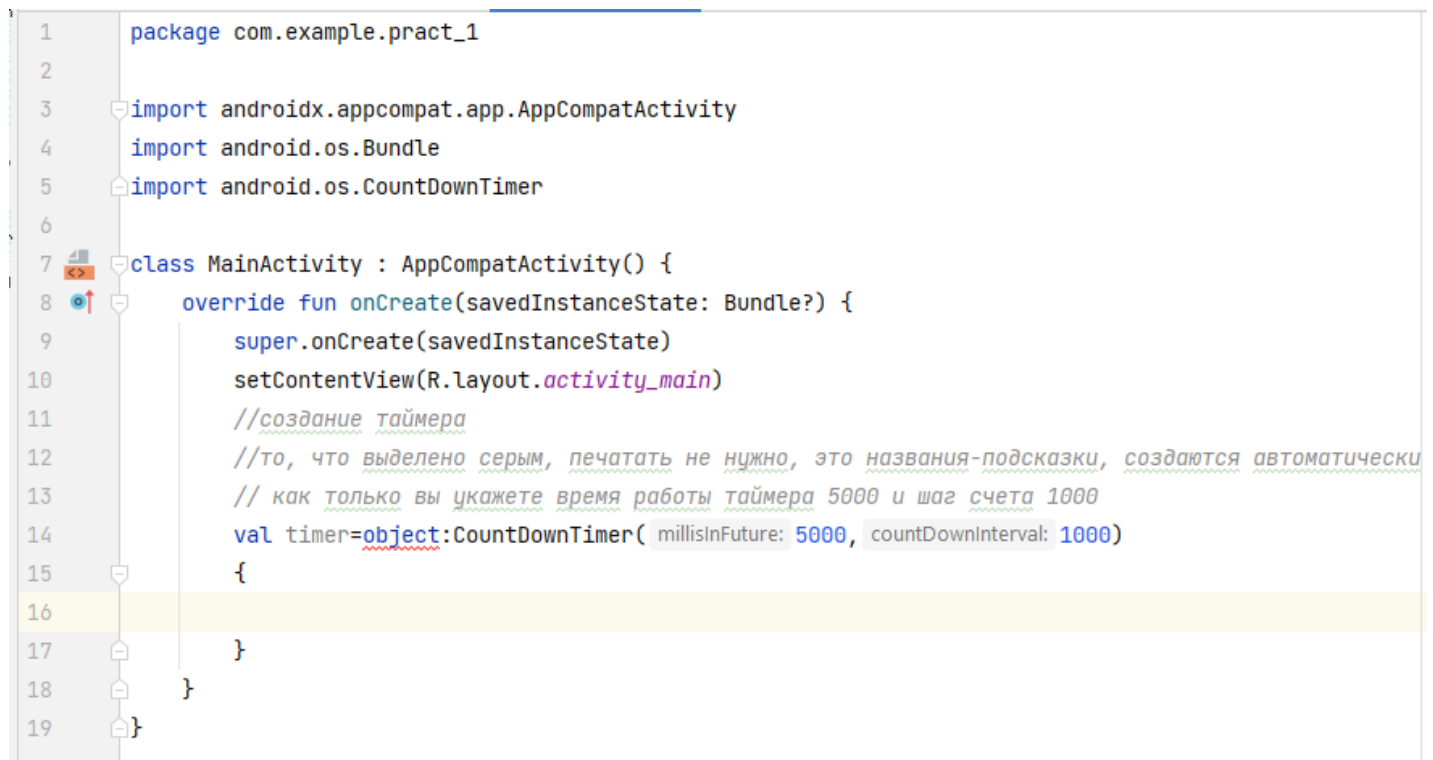 1 package com.example.pract_1
2
3 import androidx.appcompat.app.AppCompatActivity
4 import android.os.Bundle
5 import android.os.CountDownTimer
6
7 class MainActivity : AppCompatActivity() {
8 override fun onCreate(savedInstanceState: Bundle?) {
9 super.onCreate(savedInstanceState)
10 setContentView(R.layout.activity_main)
11 //создание таймера
12 //то, что выделено серым, печатать не нужно, это названия-подсказки, создаются автоматически
13 // как только вы укажете время работы таймера 5000 и шаг счета 1000
14 val timer=object:CountDownTimer( millisInFuture: 5000, countDownInterval: 1000)
15 {
16
17 }
18 }
19 }